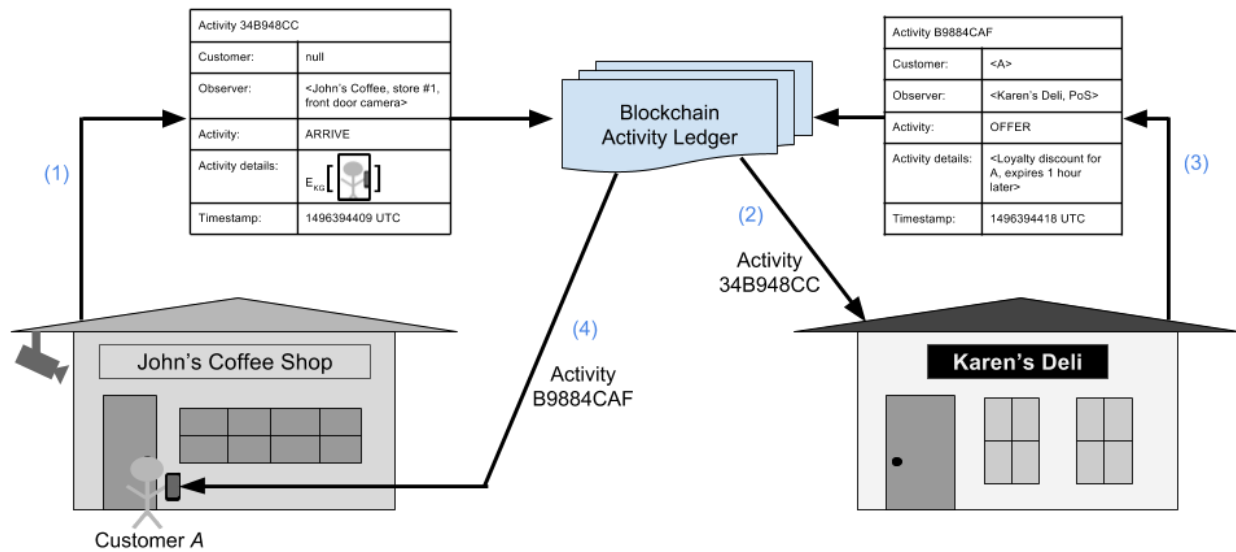 Activity 34B948CC
Customer:
null
Observer:
<John's Coffee, store #1,
front door camera>
Activity:
ARRIVE
Activity details:
E_KG [ ]
Timestamp:
1496394409 UTC
(1)
Blockchain
Activity Ledger
Activity B9884CAF
Customer:
<A>
Observer:
<Karen's Deli, PoS>
Activity:
OFFER
Activity details:
<Loyalty discount for
A, expires 1 hour
later>
Timestamp:
1496394418 UTC
(3)
(2)
Activity
34B948CC
(4)
Activity
B9884CAF
John's Coffee Shop
Karen's Deli
Customer A